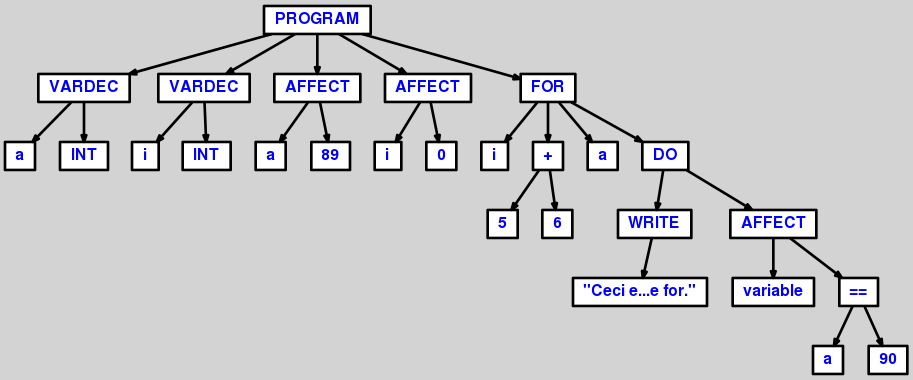 PROGRAM
VARDEC VARDEC AFFECT AFFECT FOR
a INT i INT a 89 i 0 i + a DO
5 6 WRITE AFFECT
"Ceci e...e for." variable ==
a 90